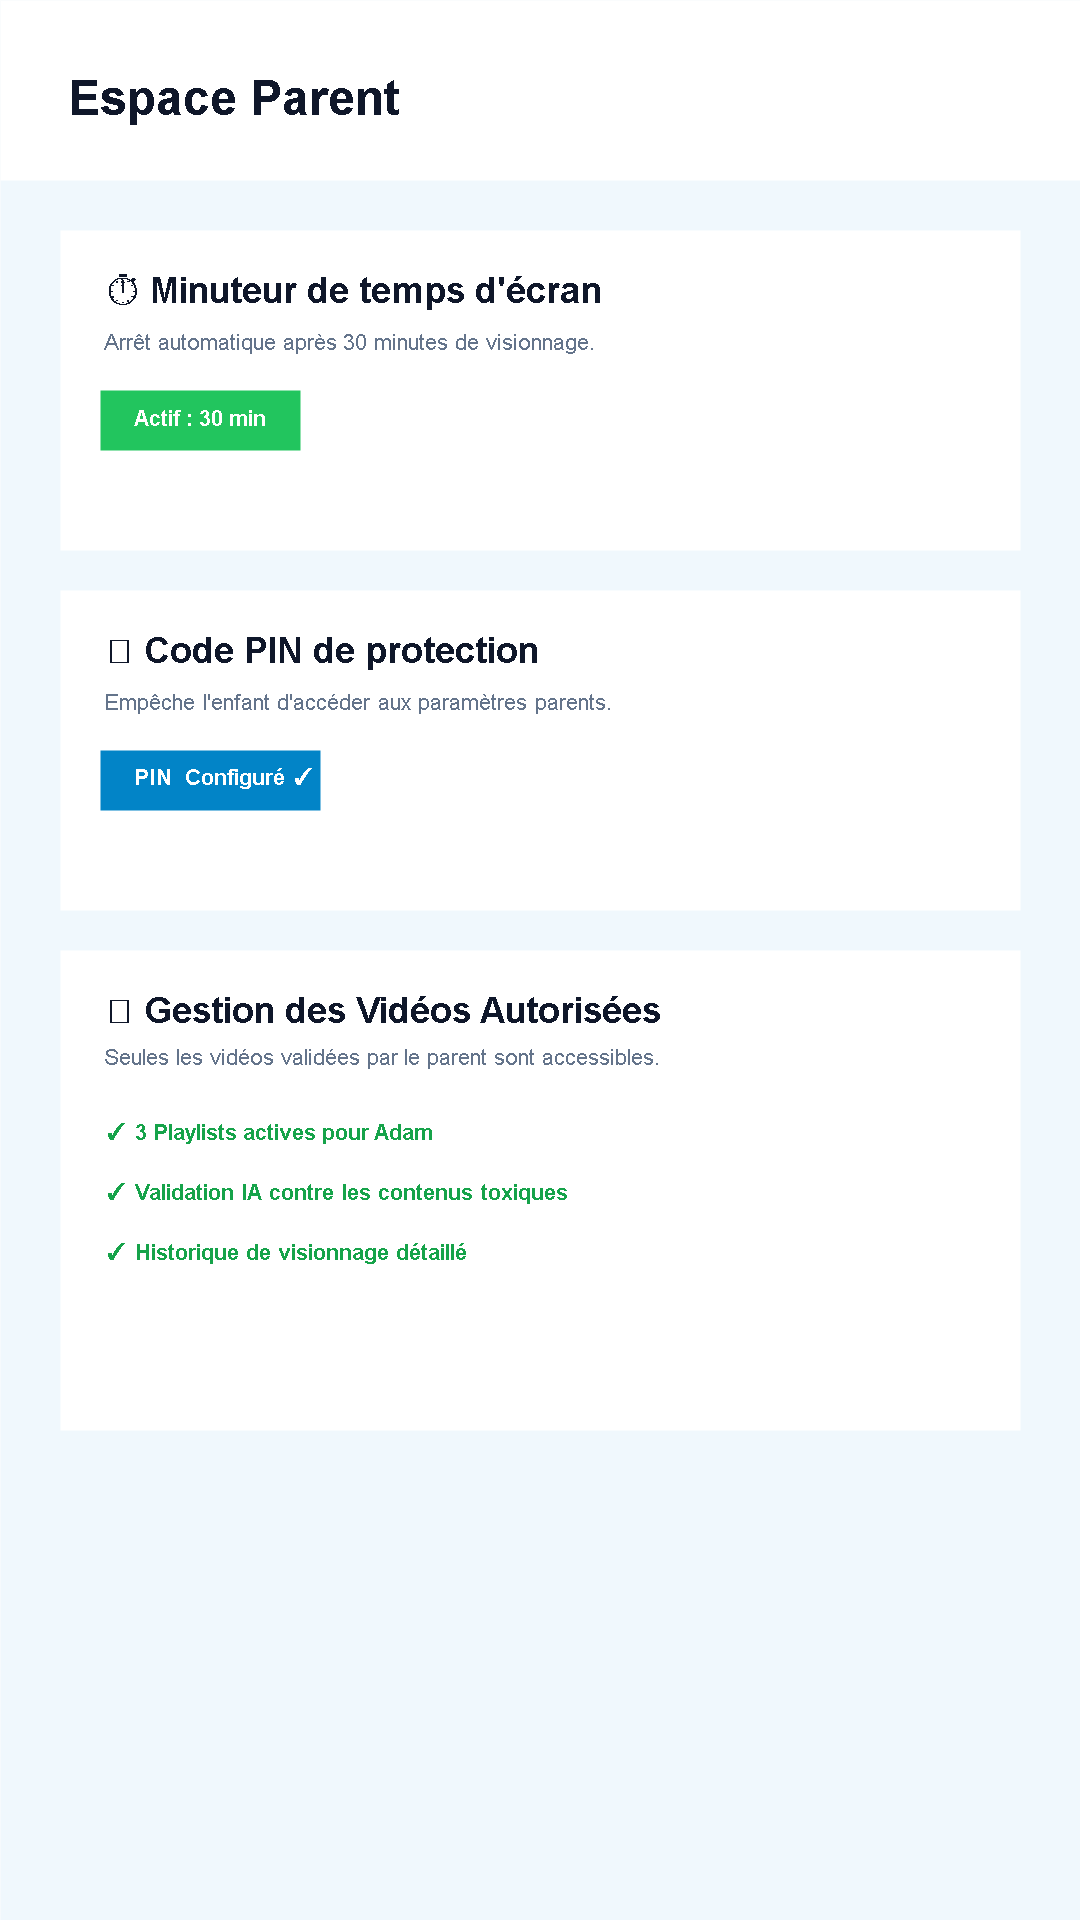 Espace Parent
⏱ Minuteur de temps d'écran
Arrêt automatique après 30 minutes de visionnage.
Actif : 30 min
Code PIN de protection
Empêche l'enfant d'accéder aux paramètres parents.
PIN Configuré ✓
Gestion des Vidéos Autorisées
Seules les vidéos validées par le parent sont accessibles.
✓ 3 Playlists actives pour Adam
✓ Validation IA contre les contenus toxiques
✓ Historique de visionnage détaillé